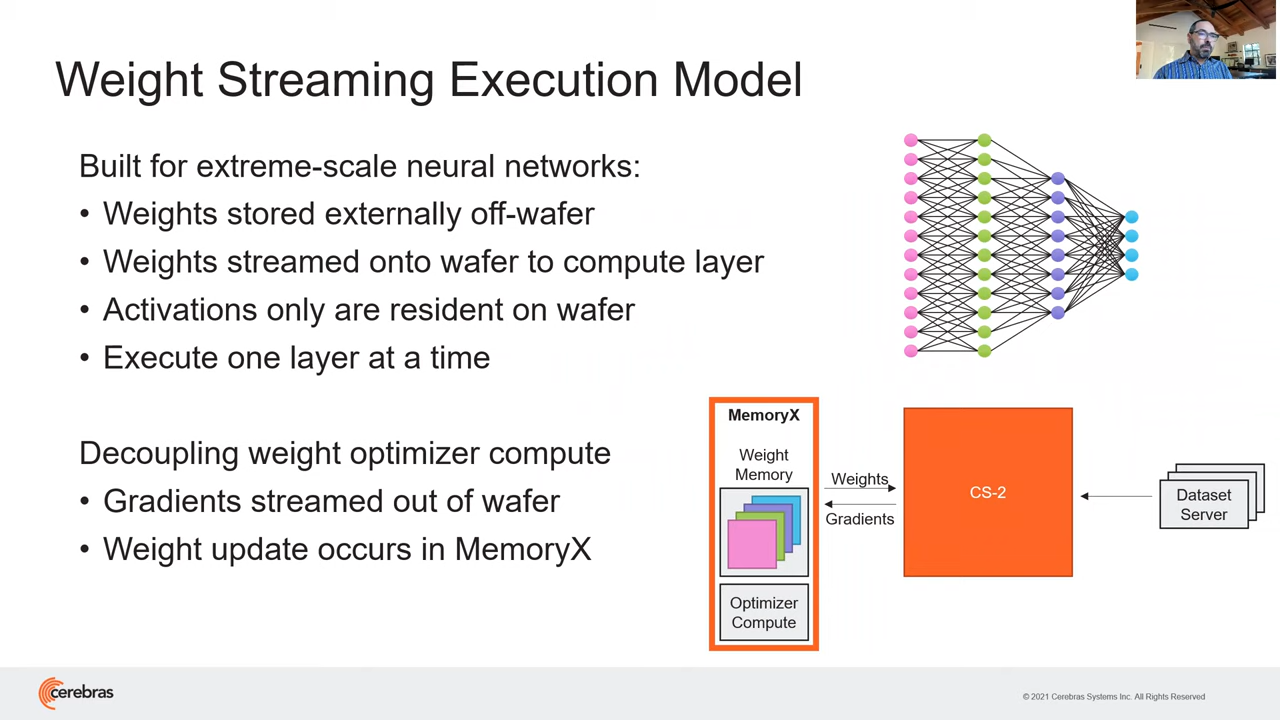 Weight Streaming Execution Model
Built for extreme-scale neural networks:
• Weights stored externally off-wafer
• Weights streamed onto wafer to compute layer
• Activations only are resident on wafer
• Execute one layer at a time
Decoupling weight optimizer compute
• Gradients streamed out of wafer
• Weight update occurs in MemoryX
MemoryX
Weight
Memory
Optimizer
Compute
Weights
Gradients
CS-2
Dataset
Server
cerebras
© 2021 Cerebras Systems Inc. All Rights Reserved